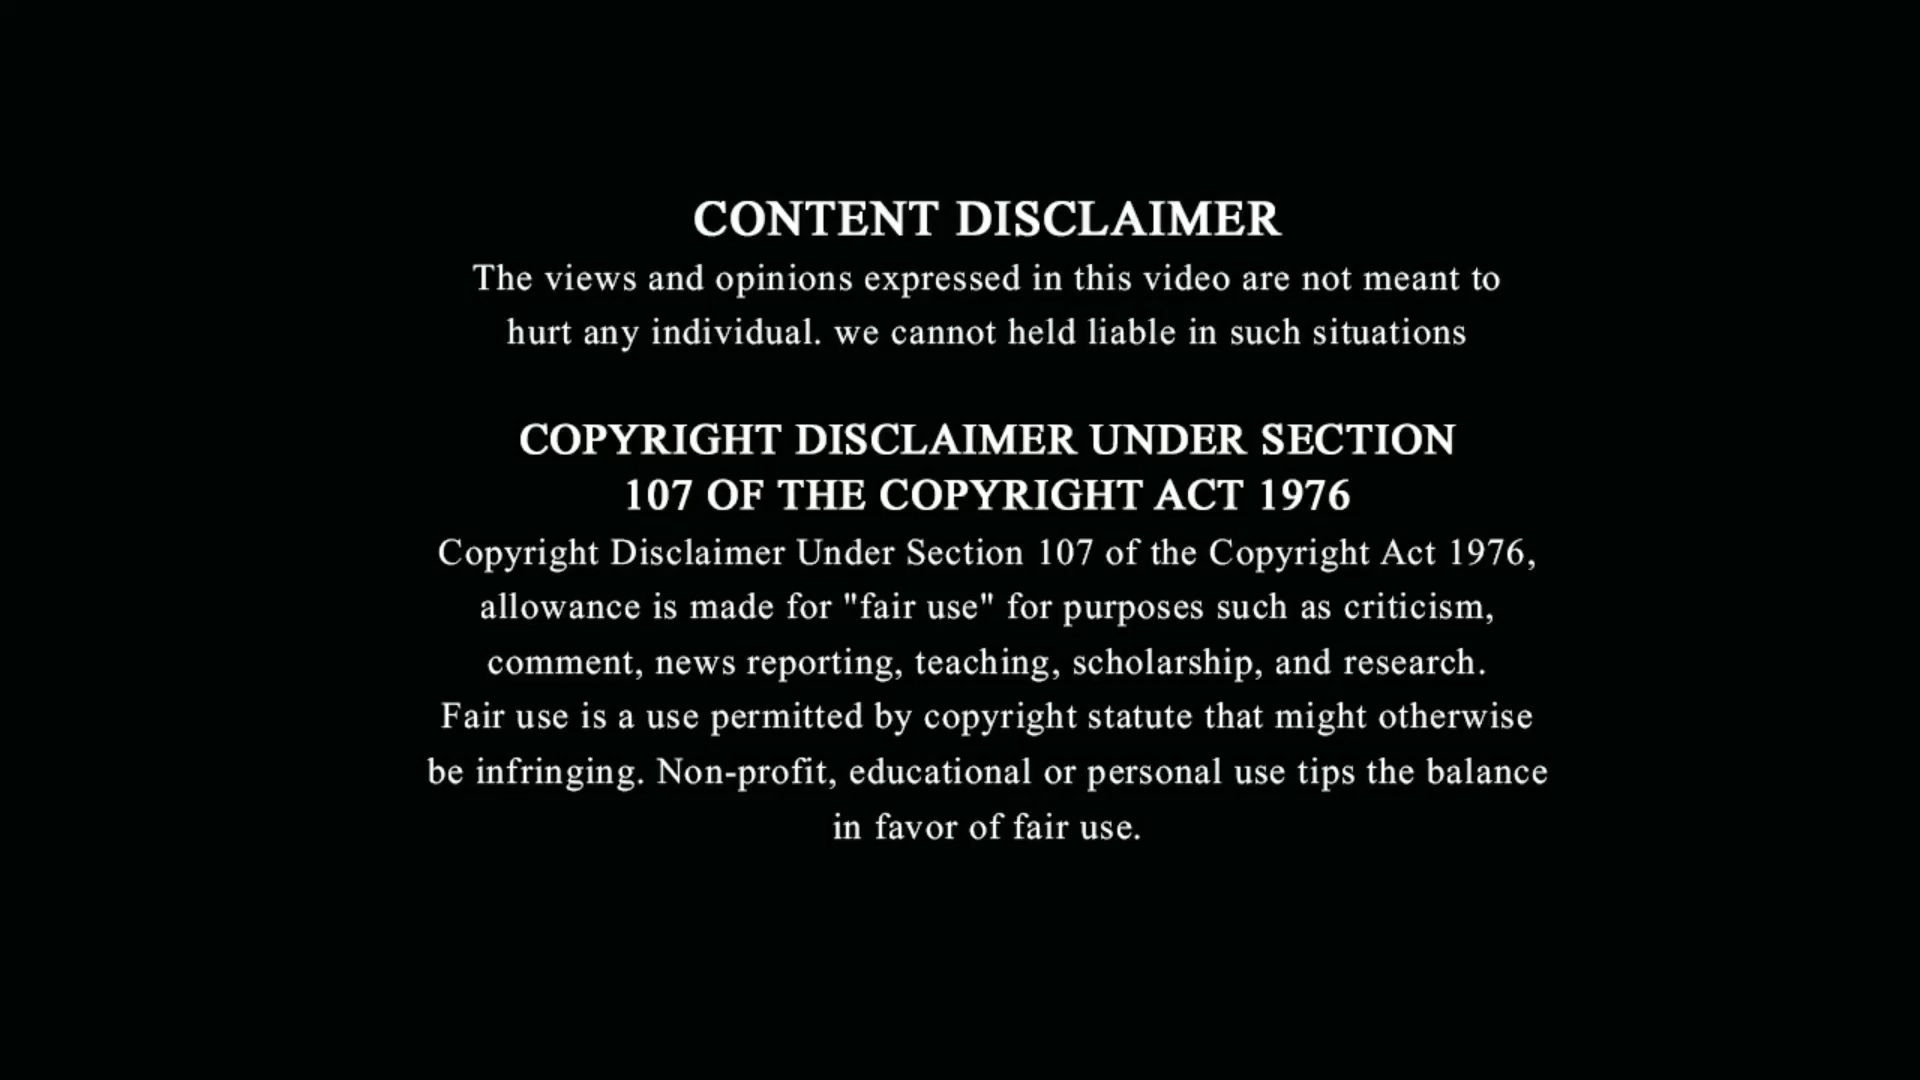 CONTENT DISCLAIMER
The views and opinions expressed in this video are not meant to
hurt any individual. we cannot held liable in such situations
COPYRIGHT DISCLAIMER UNDER SECTION
107 OF THE COPYRIGHT ACT 1976
Copyright Disclaimer Under Section 107 of the Copyright Act 1976,
allowance is made for "fair use" for purposes such as criticism,
comment, news reporting, teaching, scholarship, and research.
Fair use is a use permitted by copyright statute that might otherwise
be infringing. Non-profit, educational or personal use tips the balance
in favor of fair use.